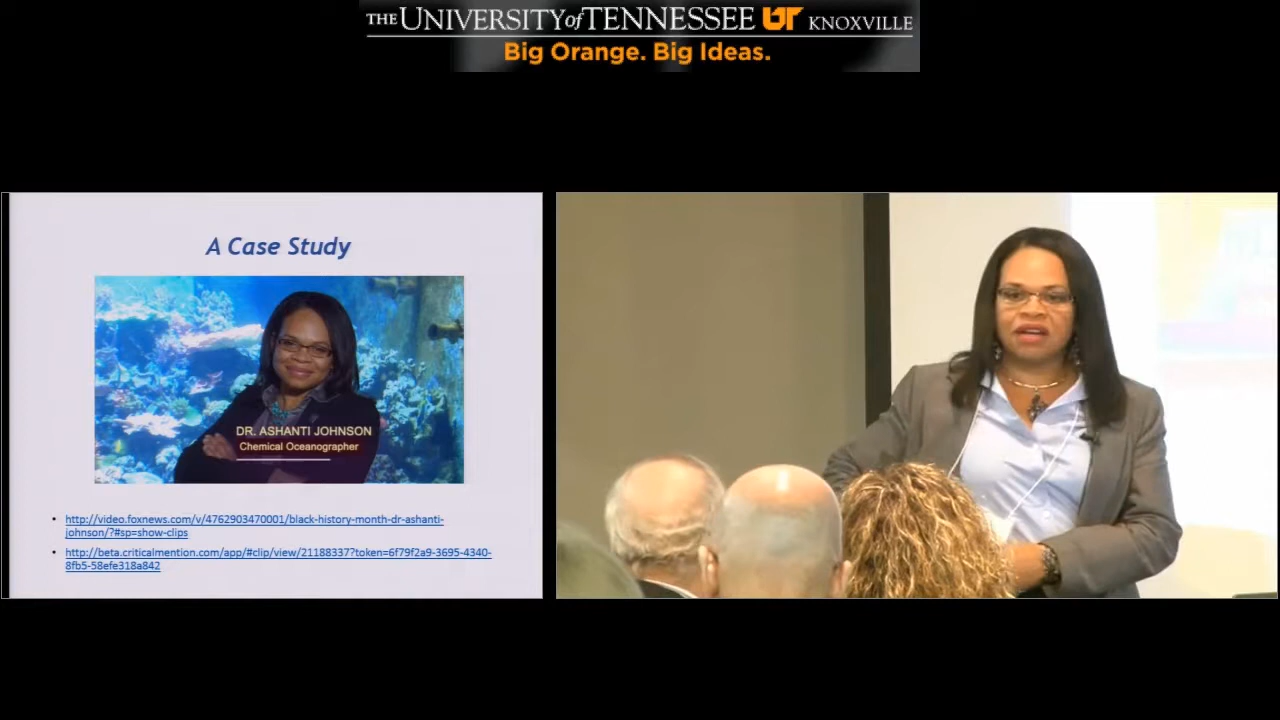 THE UNIVERSITY of TENNESSEE UT KNOXVILLE
Big Orange. Big Ideas.
A Case Study
DR. ASHANTI JOHNSON
Chemical Oceanographer
• http://video.foxnews.com/v/4762903470001/black-history-month-dr-ashanti-
johnson/?#sp=show-clips
• http://beta.criticalmention.com/app/#clip/view/21188337?token=6f79f2a9-3695-4340-
8fb5-58efe318a842